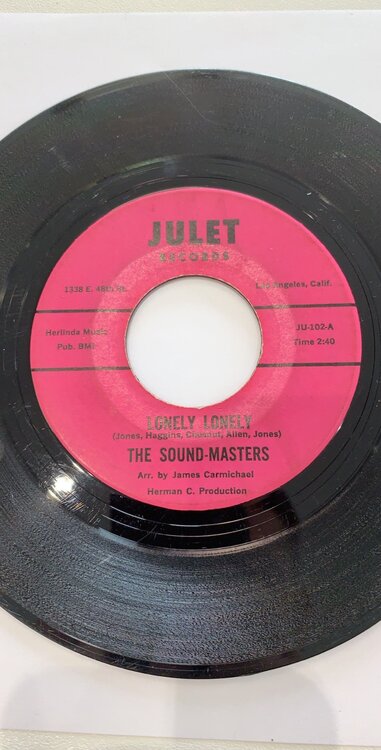 JULET
RECORDS
1338 E. 48th St.
Los Angeles, Calif.
Herlinda Music
Pub. BMI
JU-102-A
Time 2:40
LONELY LONELY
(Jones, Haggins, Chesnut, Allen, Jones)
THE SOUND-MASTERS
Arr. by James Carmichael
Herman C. Production